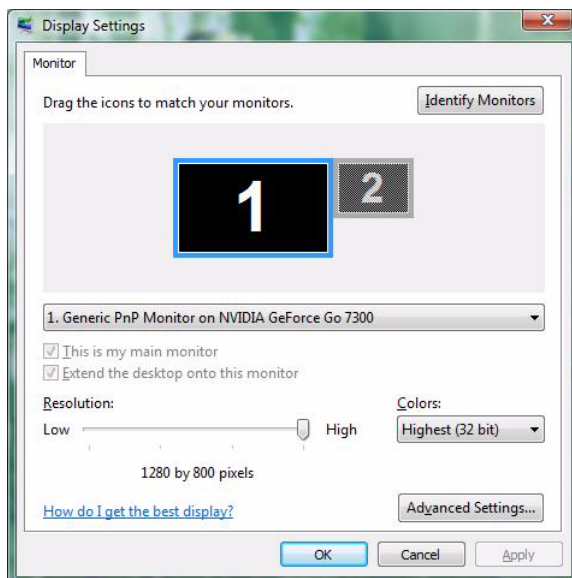 Display Settings
Monitor
Drag the icons to match your monitors.
Identify Monitors
1
2
1. Generic PnP Monitor on NVIDIA GeForce Go 7300
This is my main monitor
Extend the desktop onto this monitor
Resolution:
Colors:
Low
High
Highest (32 bit)
1280 by 800 pixels
How do I get the best display?
Advanced Settings...
OK
Cancel
Apply